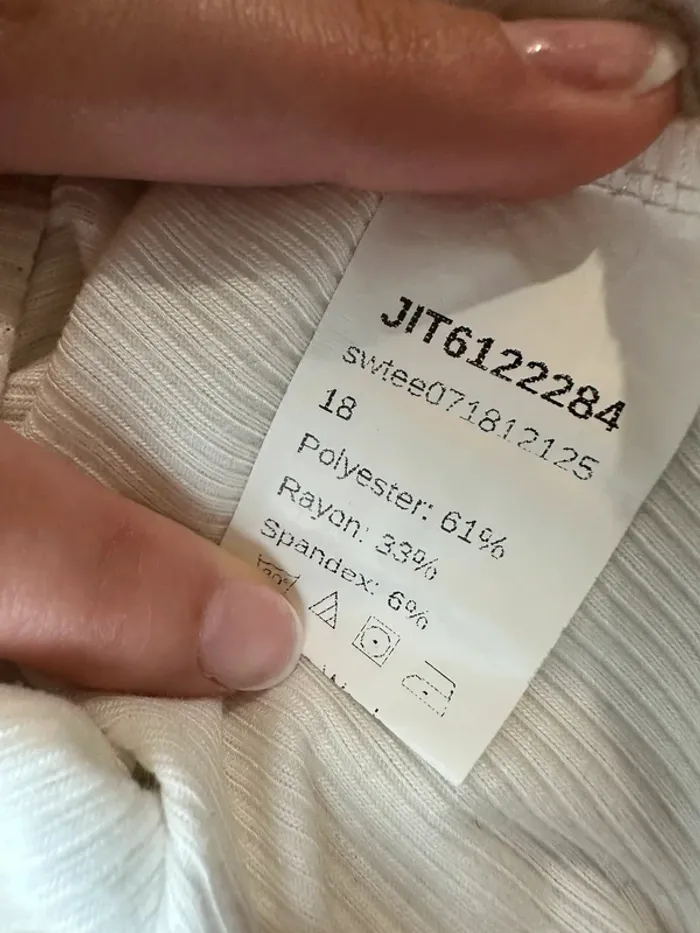 JIT6122284
swtee071812125
18
Polyester: 61%
Rayon: 33%
Spandex: 6%